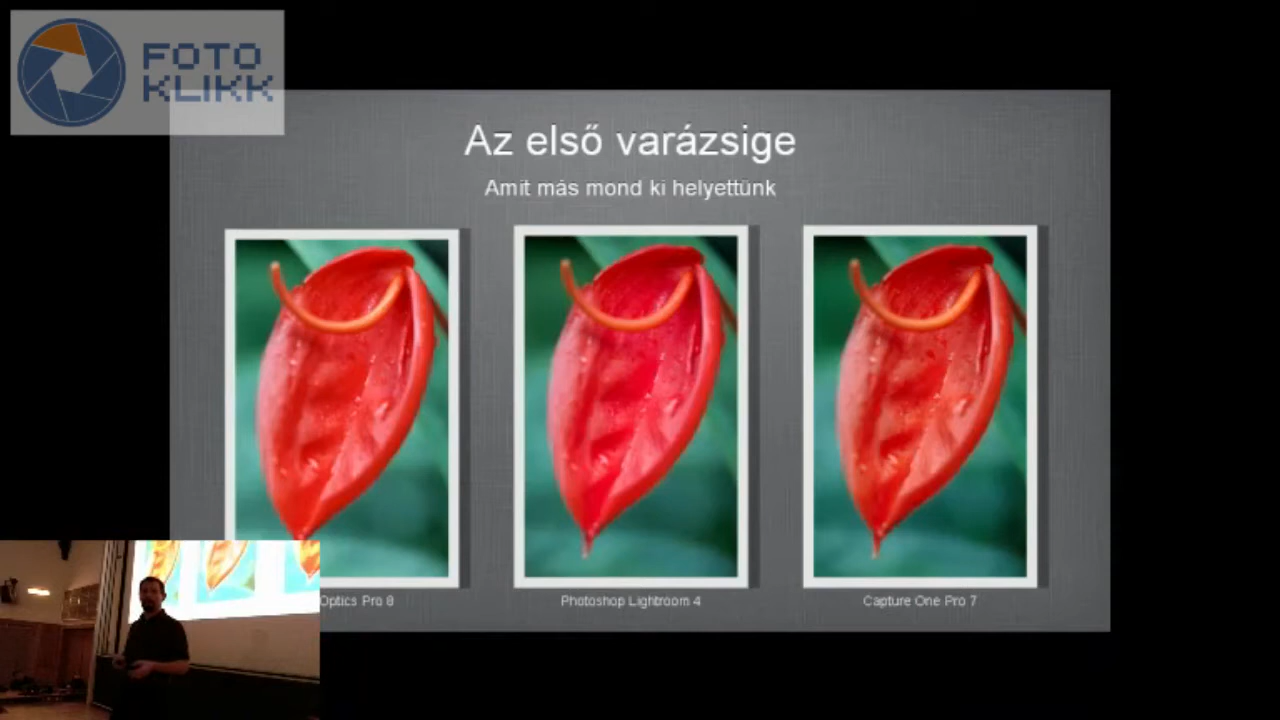 FOTO
KLIKK
Az első varázsige
Amit más mond ki helyettünk
Optics Pro 8
Photoshop Lightroom 4
Capture One Pro 7